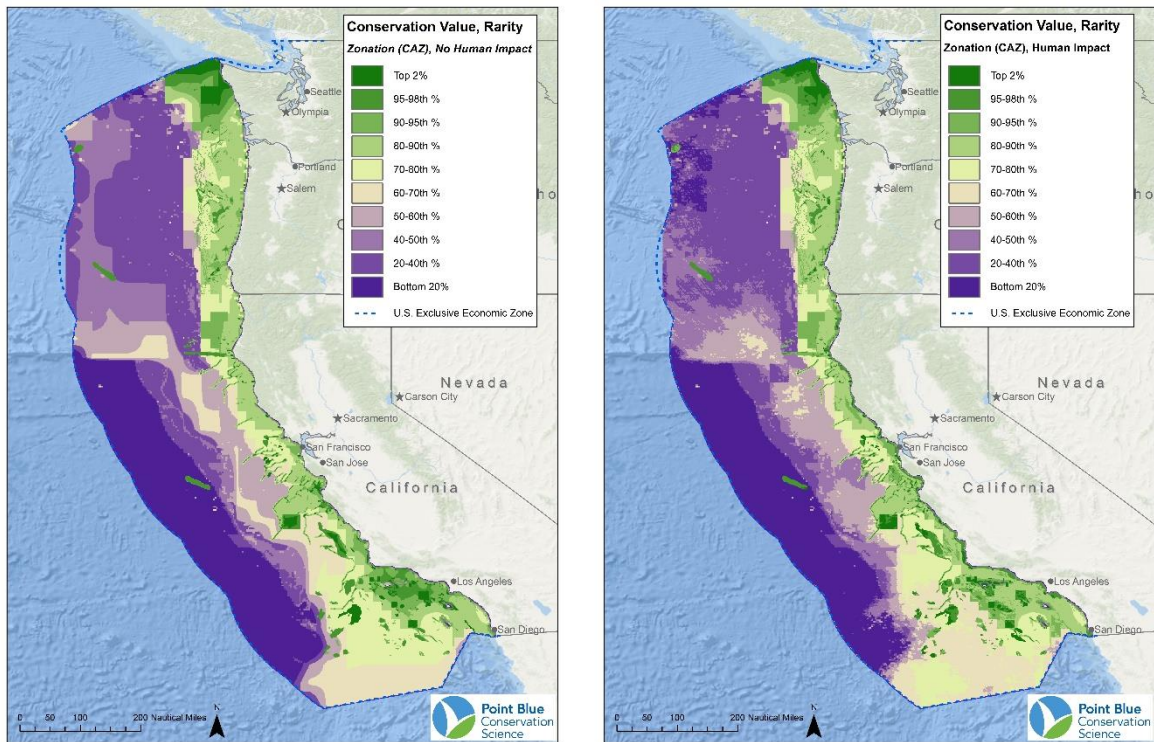 Conservation Value, Rarity
Zonation (CAZ), No Human Impact
Top 2%
95-98th %
90-95th %
80-90th %
70-80th %
60-70th %
50-60th %
40-50th %
20-40th %
Bottom 20%
U.S. Exclusive Economic Zone
Seattle
Olympia
Portland
Salem
ho
Nevada
Carson City
Sacramento
San Francisco
San Jose
California
Los Angeles
San Diego
0 50 100 200 Nautical Miles
N
Point Blue
Conservation
Science
Conservation Value, Rarity
Zonation (CAZ), Human Impact
Top 2%
95-98th %
90-95th %
80-90th %
70-80th %
60-70th %
50-60th %
40-50th %
20-40th %
Bottom 20%
U.S. Exclusive Economic Zone
Seattle
Olympia
Portland
Salem
ho
Nevada
Carson City
Sacramento
San Francisco
San Jose
California
Los Angeles
San Diego
0 50 100 200 Nautical Miles
N
Point Blue
Conservation
Science